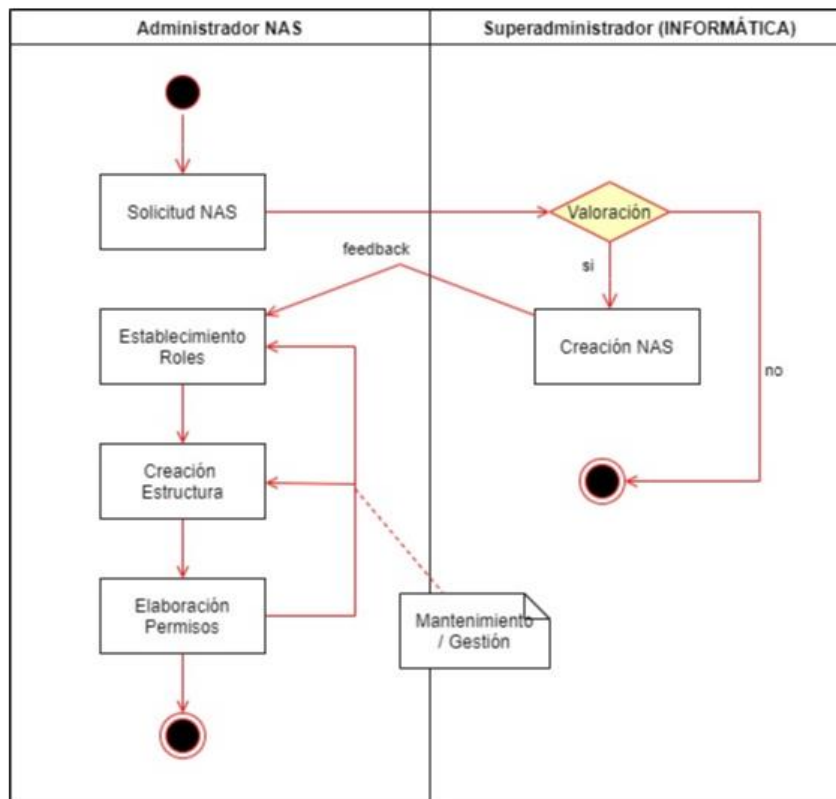 Administrador NAS
Superadministrador (INFORMÁTICA)
Solicitud NAS
Valoración
feedback
si
Establecimiento
Roles
Creación NAS
no
Creación
Estructura
Elaboración
Permisos
Mantenimiento
/ Gestión